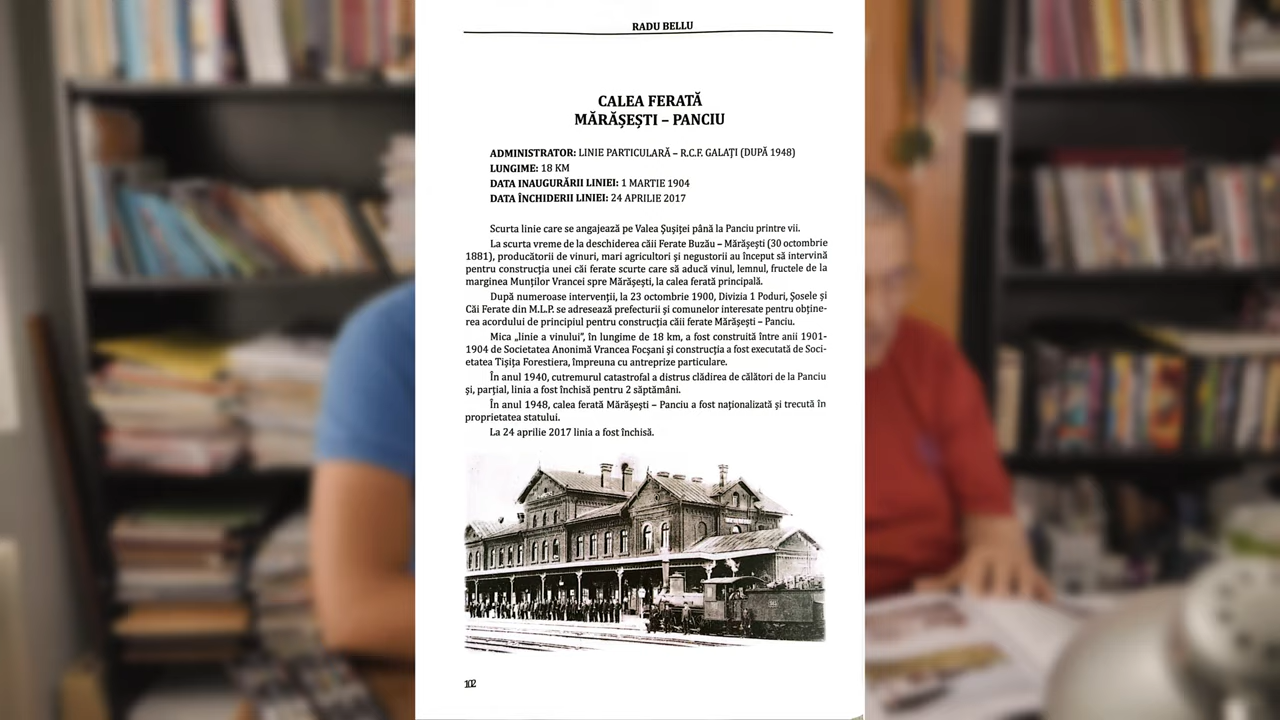 RADU BELLU
CALEA FERATĂ
MĂRĂȘEȘTI – PANCIU
ADMINISTRATOR: LINIE PARTICULARĂ – R.C.F. GALAȚI (DUPĂ 1948)
LUNGIME: 18 KM
DATA INAUGURĂRII LINIEI: 1 MARTIE 1904
DATA ÎNCHIDERII LINIEI: 24 APRILIE 2017
Scurta linie care se angajează pe Valea Șușiței până la Panciu printre vii.
La scurta vreme de la deschiderea căii Ferate Buzău – Mărășești (30 octombrie
1881), producătorii de vinuri, mari agricultori și negustorii au început să intervină
pentru construcția unei căi ferate scurte care să aducă vinul, lemnul, fructele de la
marginea Munților Vrancei spre Mărășești, la calea ferată principală.
După numeroase intervenții, la 23 octombrie 1900, Divizia 1 Poduri, Șosele și
Căi Ferate din M.L.P. se adresează prefecturii și comunelor interesate pentru obține-
rea acordului de principiul pentru construcția căii ferate Mărășești – Panciu.
Mica „linie a vinului”, în lungime de 18 km, a fost construită între anii 1901-
1904 de Societatea Anonimă Vrancea Focșani și construcția a fost executată de Soci-
etatea Tișița Forestiera, împreuna cu antreprize particulare.
În anul 1940, cutremurul catastrofal a distrus clădirea de călători de la Panciu
și, parțial, linia a fost închisă pentru 2 săptămâni.
În anul 1948, calea ferată Mărășești – Panciu a fost naționalizată și trecută în
proprietatea statului.
La 24 aprilie 2017 linia a fost închisă.
102